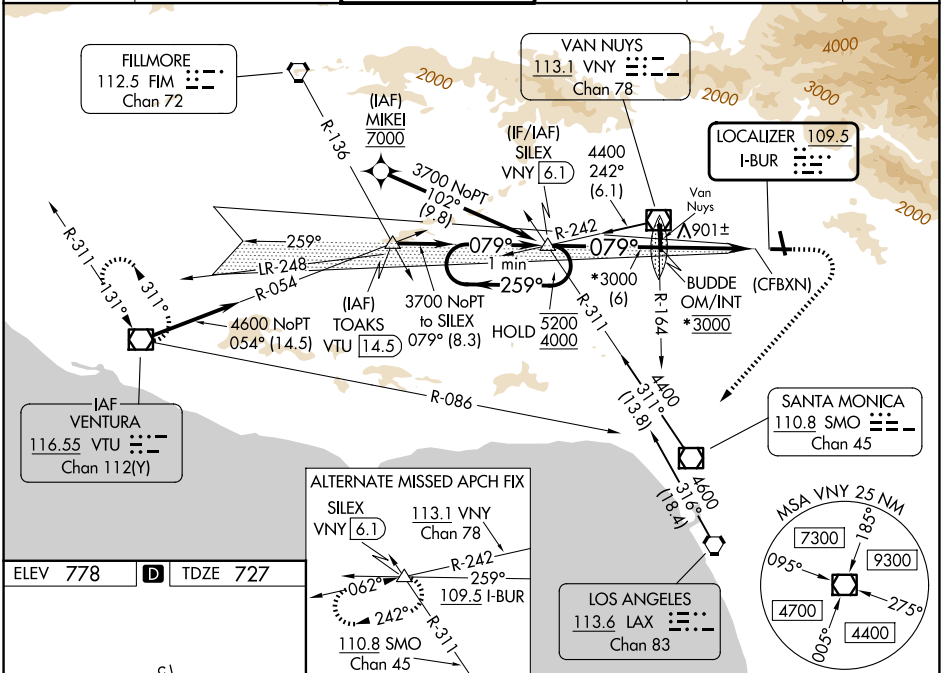 FILLMORE
112.5 FIM
Chan 72
2000
(IAF)
MIKEI
7000
VAN NUYS
113.1 VNY
Chan 78
4000
3000
2000
2000
LOCALIZER 109.5
I-BUR
(IF/IAF)
SILEX
VNY 6.1
4400
242°
(6.1)
R-136
3700 NoPT
102°
(9.8)
R-242
Van
Nuys
901±
259°
079°
079°
1 min
259°
LR-248
R-054
R-311
131°
311°
*3000
(6)
BUDDE
OM/INT
*3000
(CFBXN)
(IAF)
TOAKS
VTU 14.5
3700 NoPT
to SILEX
079° (8.3)
HOLD
5200
4000
R-311
R-164
4600 NoPT
054° (14.5)
R-086
4400
311°
(13.8)
IAF
VENTURA
116.55 VTU
Chan 112(Y)
SANTA MONICA
110.8 SMO
Chan 45
4600
316°
(18.4)
ALTERNATE MISSED APCH FIX
SILEX
VNY 6.1
113.1 VNY
Chan 78
R-242
259°
109.5 I-BUR
062°
242°
R-311
110.8 SMO
Chan 45
LOS ANGELES
113.6 LAX
Chan 83
MSA VNY 25 NM
7300
185°
095°
9300
4700
275°
005°
4400
ELEV 778
D
TDZE 727